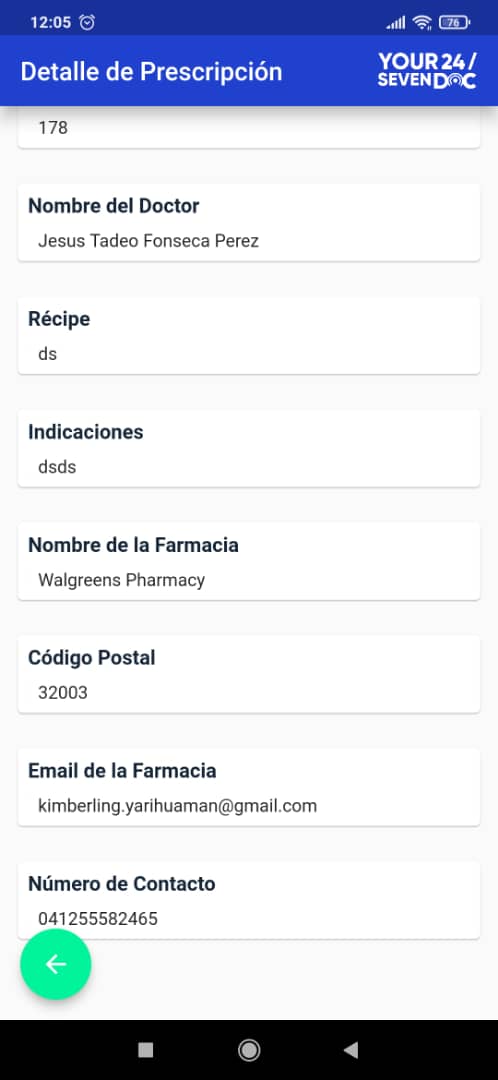 12:05
76
Detalle de Prescripción
YOUR 24/
SEVEN DOC
178
Nombre del Doctor
Jesus Tadeo Fonseca Perez
Récipe
ds
Indicaciones
dsds
Nombre de la Farmacia
Walgreens Pharmacy
Código Postal
32003
Email de la Farmacia
kimberling.yarihuaman@gmail.com
Número de Contacto
041255582465